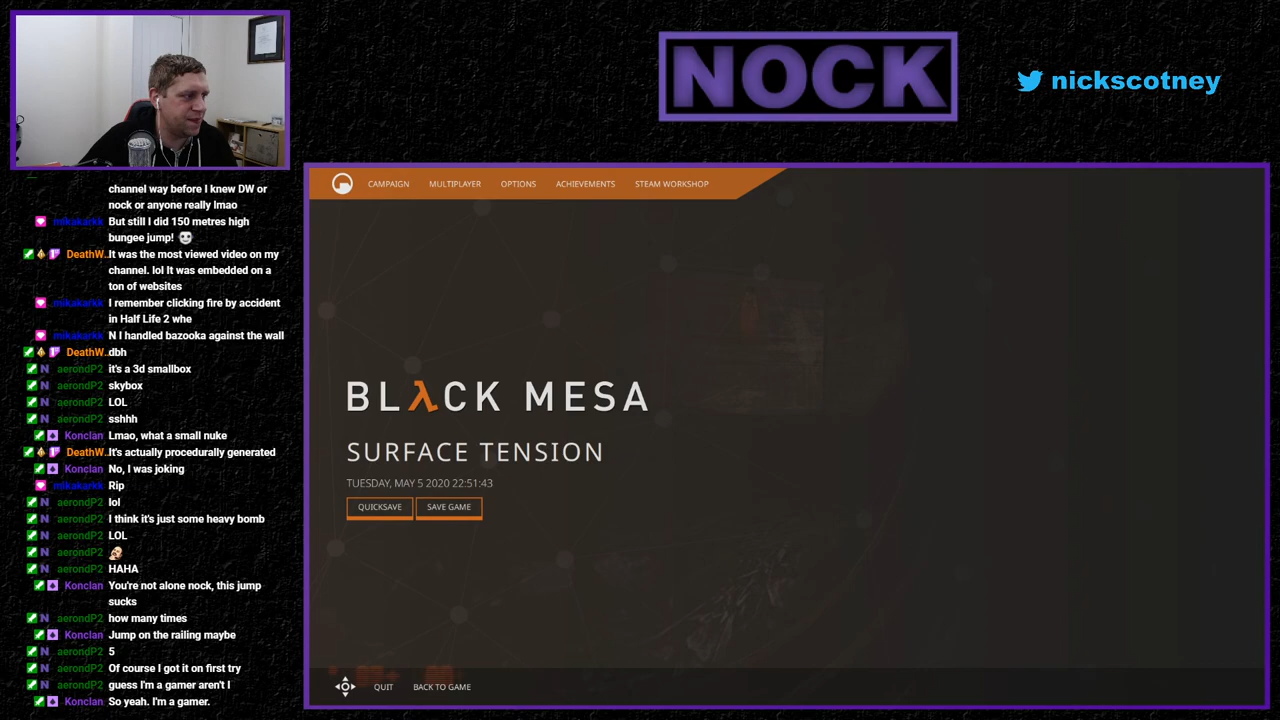 NOCK
nickscotney
channel way before I knew DW or
nock or anyone really lmao
mikakarkk But still I did 150 metres high
bungee jump!
DeathW.. It was the most viewed video on my
channel. lol It was embedded on a
ton of websites
mikakarkk I remember clicking fire by accident
in Half Life 2 whe
mikakarkk N I handled bazooka against the wall
DeathW.. dbh
aerondP2 it's a 3d smallbox
aerondP2 skybox
aerondP2 LOL
aerondP2 sshhh
Konclan Lmao, what a small nuke
DeathW.. It's actually procedurally generated
Konclan No, I was joking
mikakarkk Rip
aerondP2 lol
aerondP2 I think it's just some heavy bomb
aerondP2 LOL
aerondP2
aerondP2 HAHA
Konclan You're not alone nock, this jump
sucks
aerondP2 how many times
Konclan Jump on the railing maybe
aerondP2 5
aerondP2 Of course I got it on first try
aerondP2 guess I'm a gamer aren't I
Konclan So yeah. I'm a gamer.
CAMPAIGN MULTIPLAYER OPTIONS ACHIEVEMENTS STEAM WORKSHOP
BLλCK MESA
SURFACE TENSION
TUESDAY, MAY 5 2020 22:51:43
QUICKSAVE SAVE GAME
QUIT BACK TO GAME